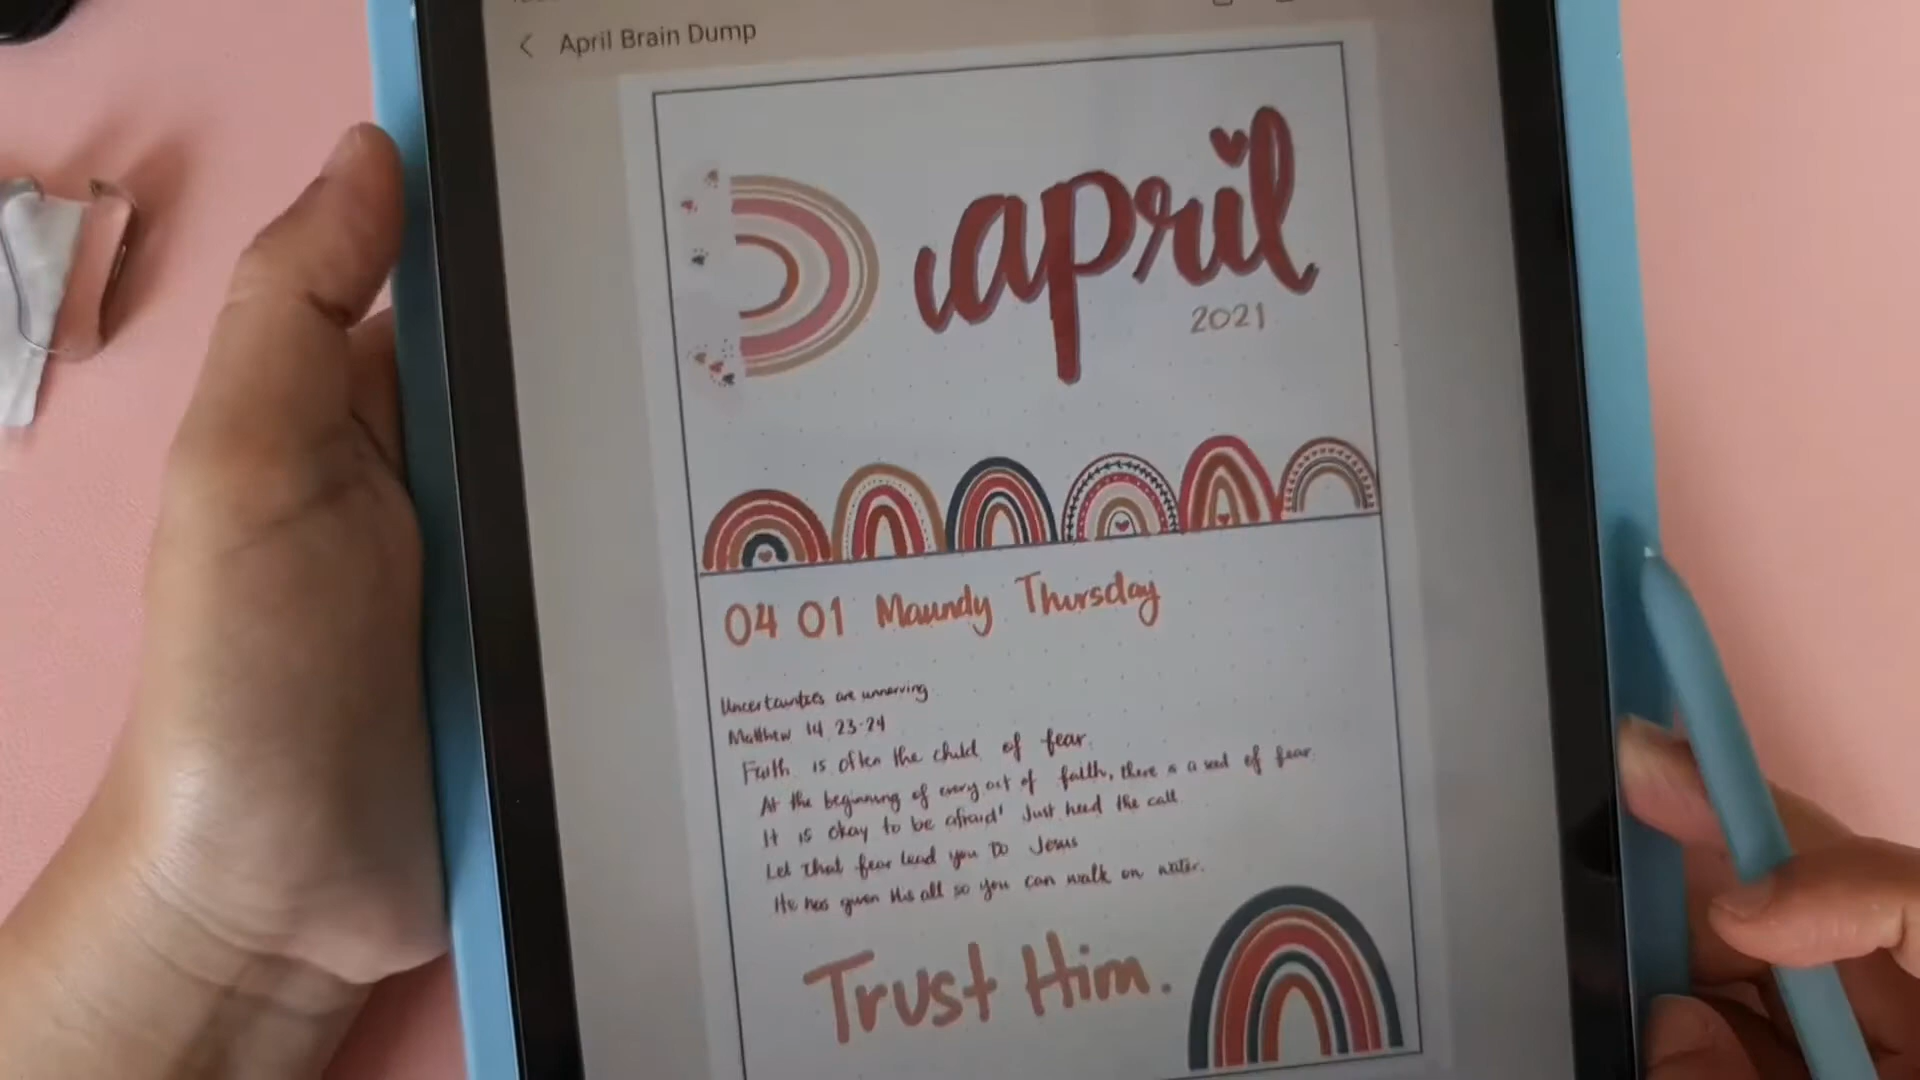 April Brain Dump
april
2021
04 01 Maundy Thursday
Uncertainties are unnerving
Matthew 14 23-24
Faith is often the child of fear.
At the beginning of every act of faith, there is a seed of fear.
It is okay to be afraid! Just heed the call
Let that fear lead you to Jesus
He has given His all so you can walk on water.
Trust Him.